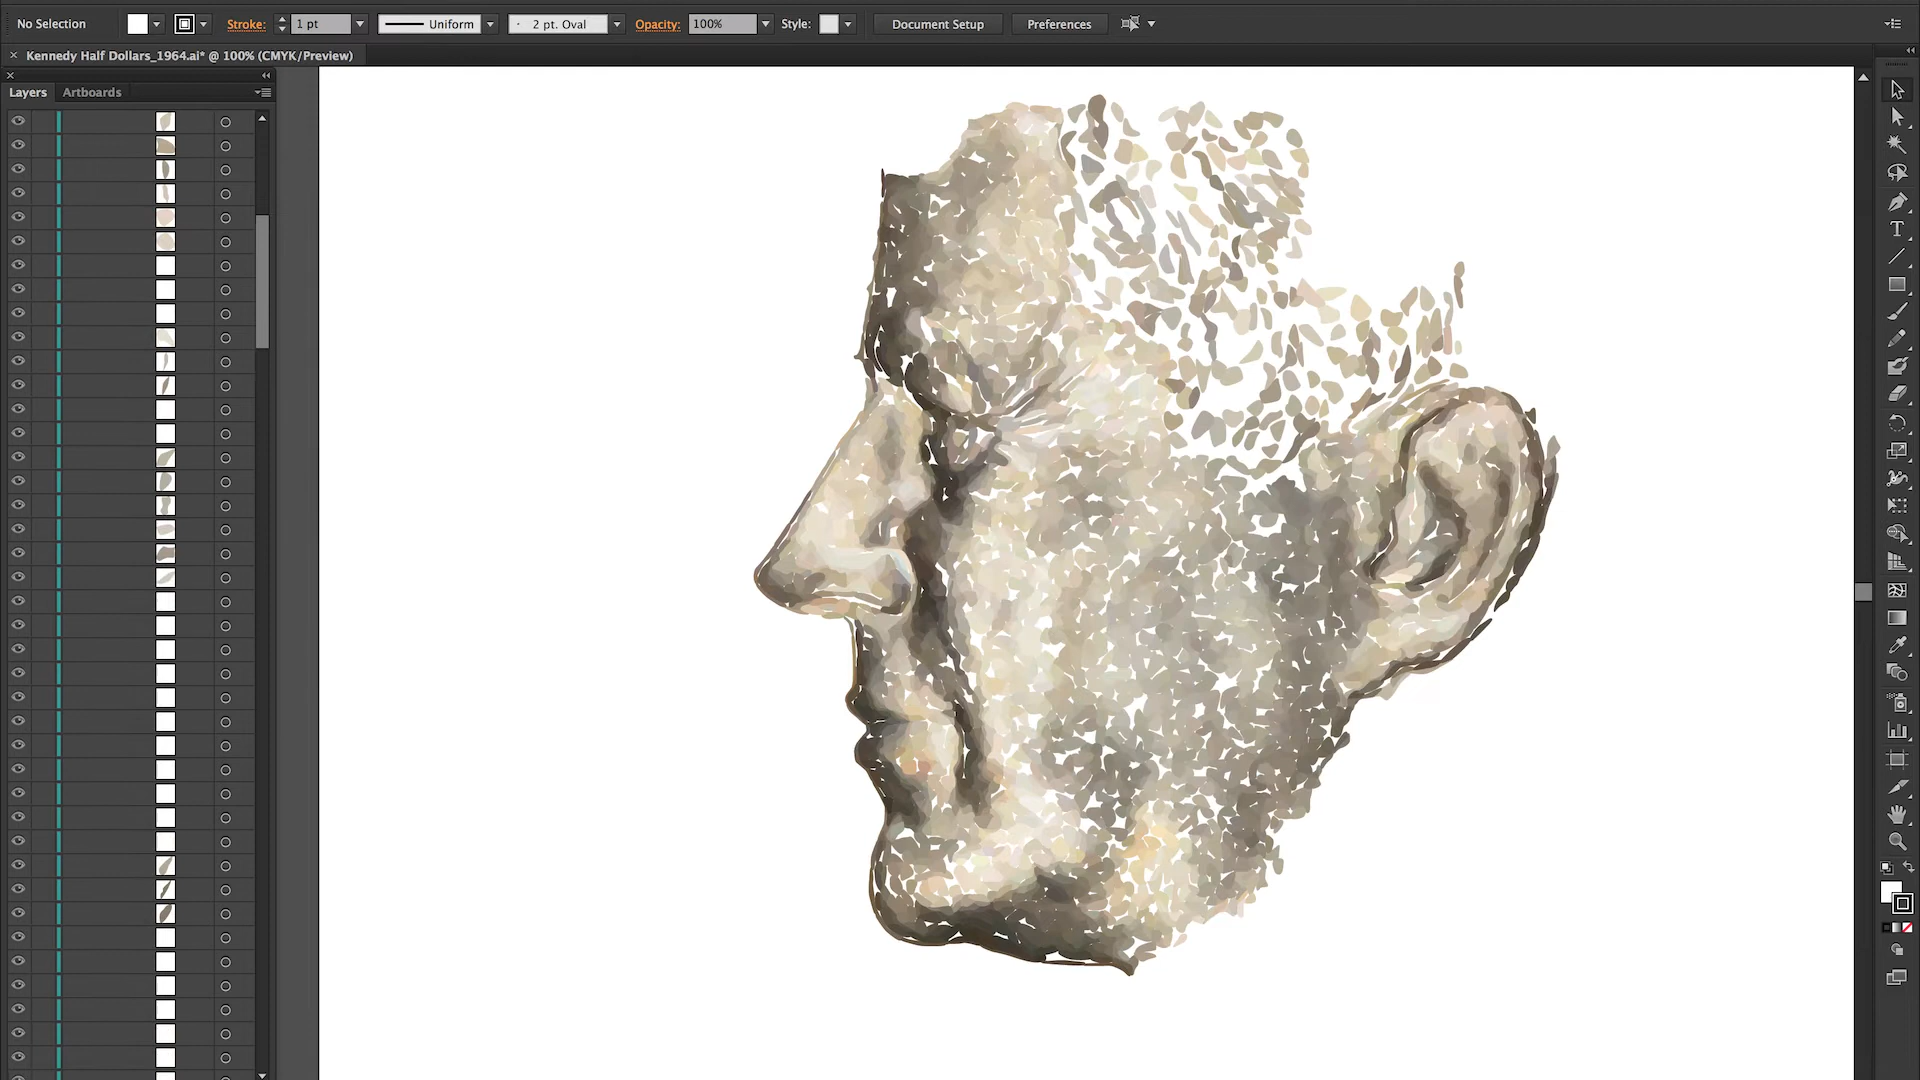 No Selection
Stroke: 1 pt Uniform 2 pt. Oval Opacity: 100% Style: Document Setup Preferences
Kennedy Half Dollars_1964.ai* @ 100% (CMYK/Preview)
Layers Artboards
T